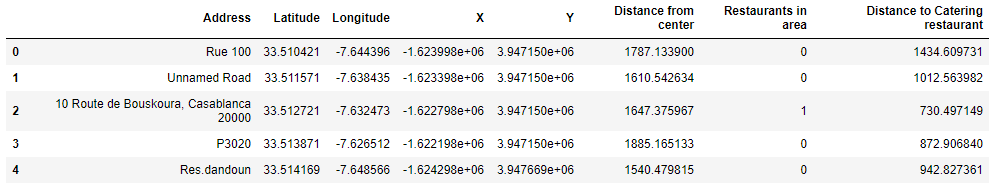 Address Latitude Longitude X Y Distance from center Restaurants in area Distance to Catering restaurant
0 Rue 100 33.510421 -7.644396 -1.623998e+06 3.947150e+06 1787.133900 0 1434.609731
1 Unnamed Road 33.511571 -7.638435 -1.623398e+06 3.947150e+06 1610.542634 0 1012.563982
2 10 Route de Bouskoura, Casablanca 20000 33.512721 -7.632473 -1.622798e+06 3.947150e+06 1647.375967 1 730.497149
3 P3020 33.513871 -7.626512 -1.622198e+06 3.947150e+06 1885.165133 0 872.906840
4 Res.dandoun 33.514169 -7.648566 -1.624298e+06 3.947669e+06 1540.479815 0 942.827361